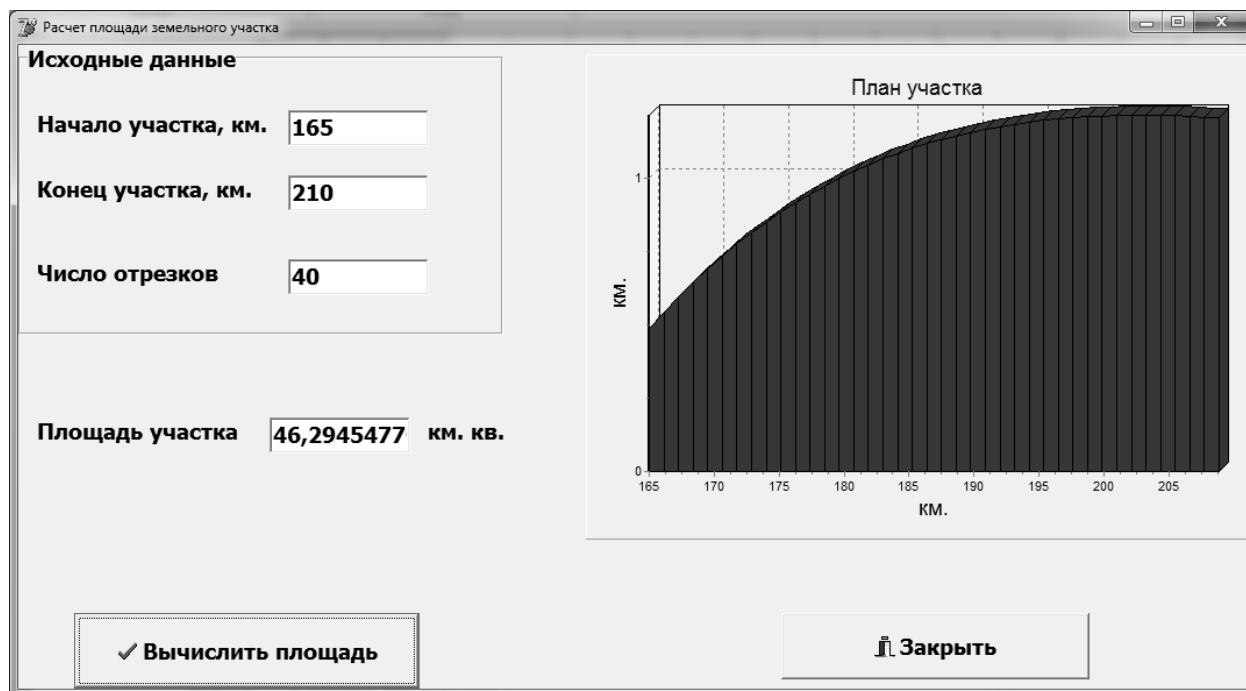 Расчет площади земельного участка
Исходные данные
Начало участка, км. 165
Конец участка, км. 210
Число отрезков 40
Площадь участка 46,2945477 км. кв.
План участка
1
км.
0
165 170 175 180 185 190 195 200 205
км.
Вычислить площадь
Закрыть